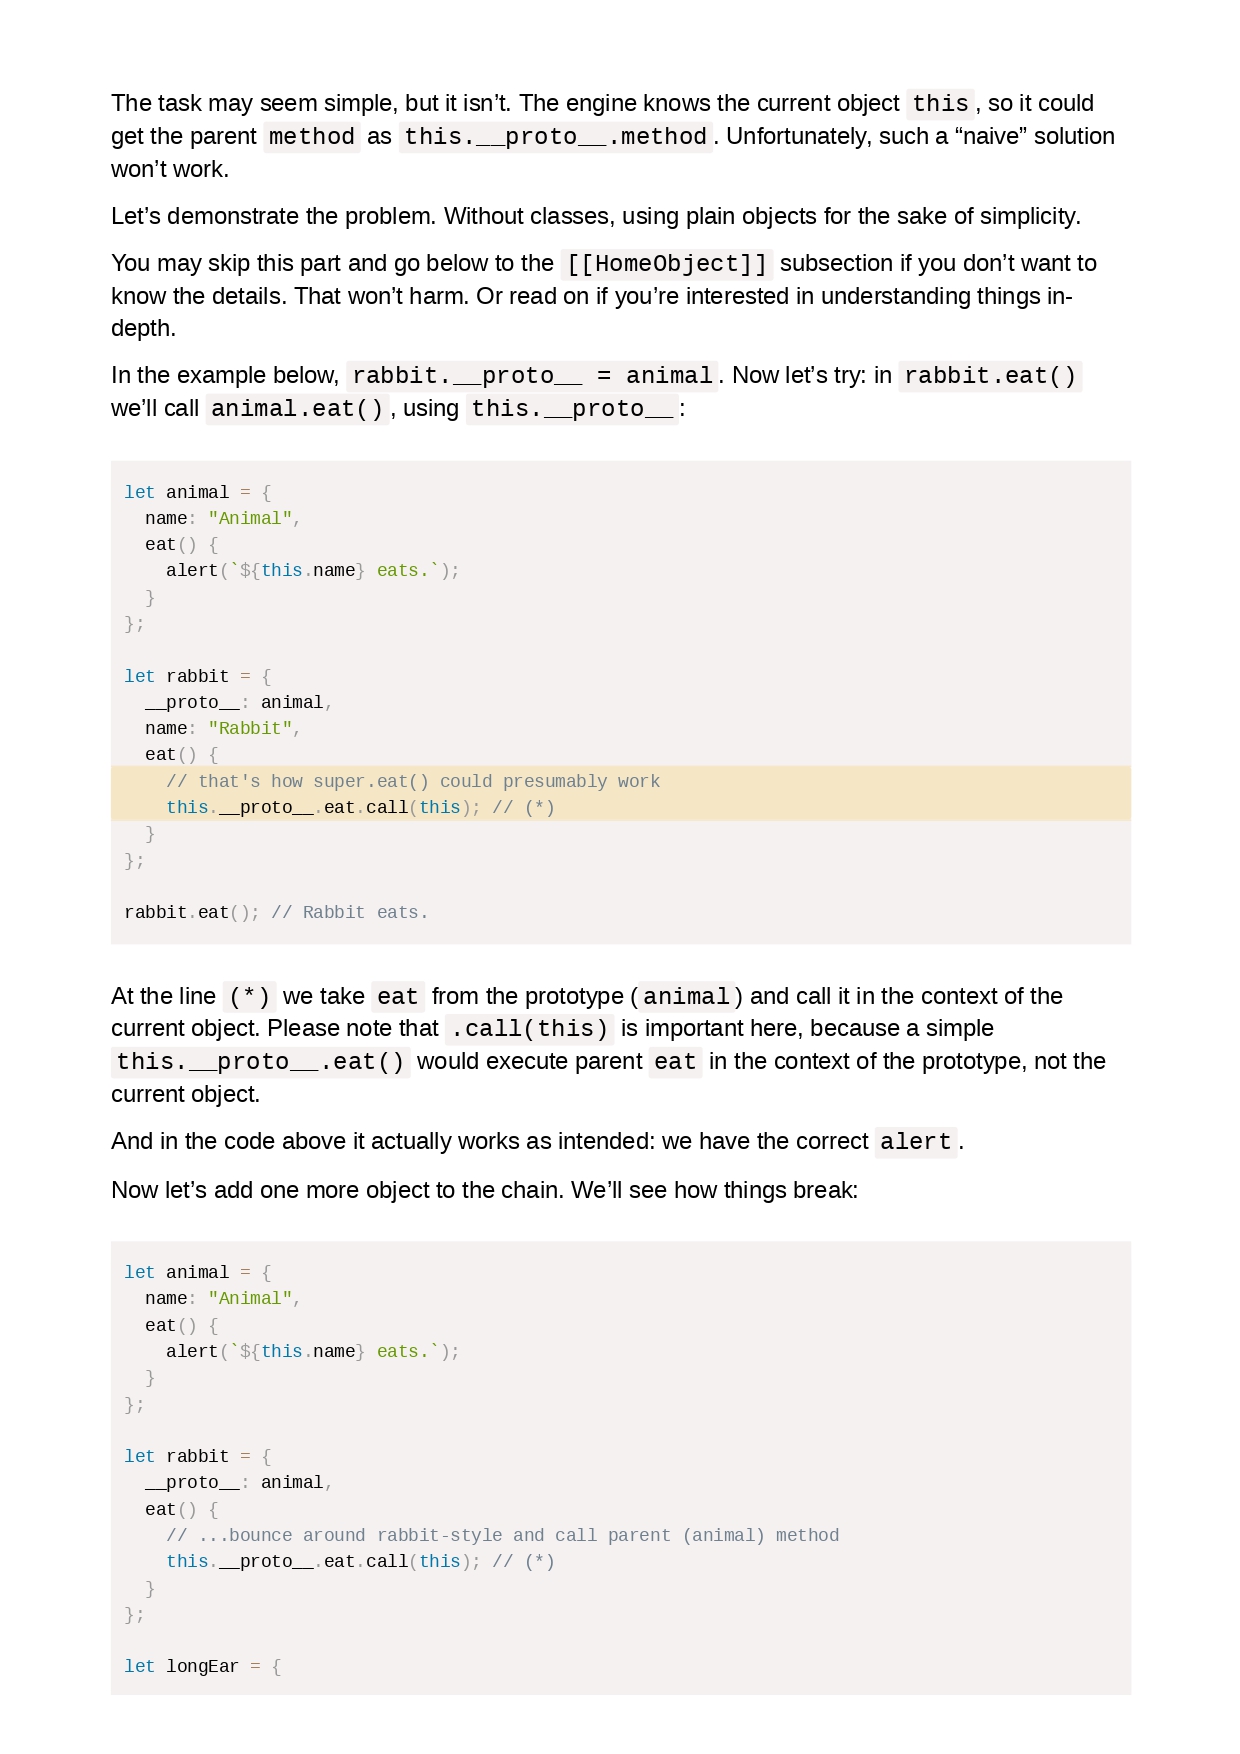 The task may seem simple, but it isn’t. The engine knows the current object this, so it could
get the parent method as this.__proto__.method. Unfortunately, such a “naive” solution
won’t work.
Let’s demonstrate the problem. Without classes, using plain objects for the sake of simplicity.
You may skip this part and go below to the [[HomeObject]] subsection if you don’t want to
know the details. That won’t harm. Or read on if you’re interested in understanding things in-
depth.
In the example below, rabbit.__proto__ = animal. Now let’s try: in rabbit.eat()
we’ll call animal.eat(), using this.__proto__:
let animal = {
  name: "Animal",
  eat() {
    alert(`${this.name} eats.`);
  }
};
let rabbit = {
  __proto__: animal,
  name: "Rabbit",
  eat() {
    // that's how super.eat() could presumably work
    this.__proto__.eat.call(this); // (*)
  }
};
rabbit.eat(); // Rabbit eats.
At the line (*) we take eat from the prototype (animal) and call it in the context of the
current object. Please note that .call(this) is important here, because a simple
this.__proto__.eat() would execute parent eat in the context of the prototype, not the
current object.
And in the code above it actually works as intended: we have the correct alert.
Now let’s add one more object to the chain. We’ll see how things break:
let animal = {
  name: "Animal",
  eat() {
    alert(`${this.name} eats.`);
  }
};
let rabbit = {
  __proto__: animal,
  eat() {
    // ...bounce around rabbit-style and call parent (animal) method
    this.__proto__.eat.call(this); // (*)
  }
};
let longEar = {